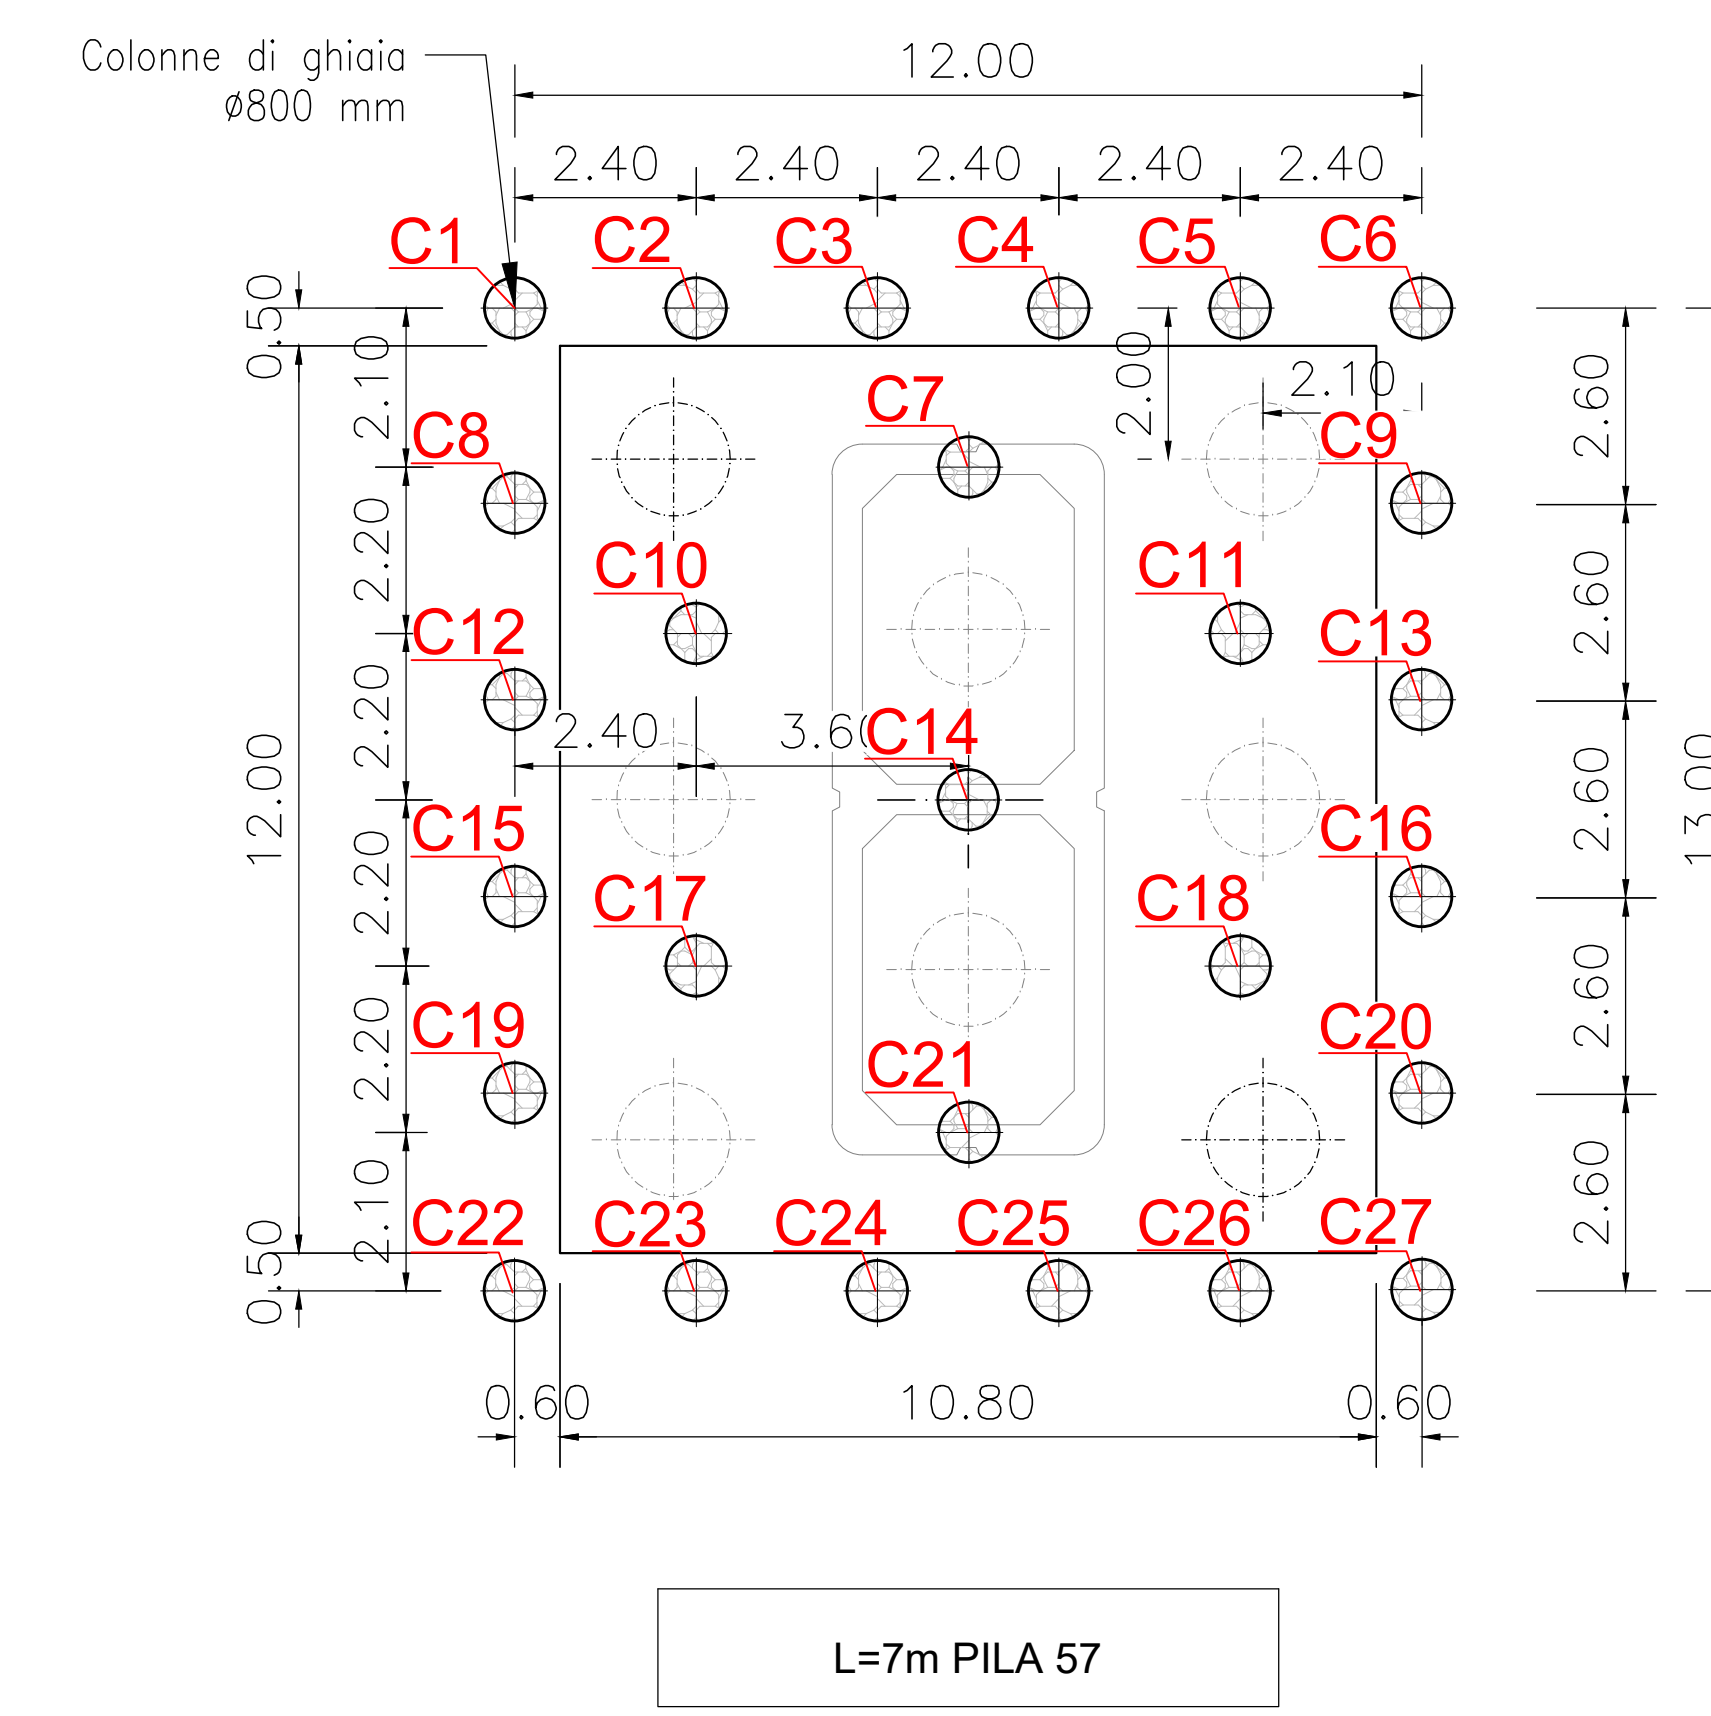 Colonne di ghiaia
ø800 mm
12.00
2.40 2.40 2.40 2.40 2.40
C1 C2 C3 C4 C5 C6
0.50
2.10
2.00
2.10
2.60
C7
C8
C9
2.20
2.60
C10
C11
C12
C13
2.20
2.40
3.60
C14
12.00
2.60
13.00
C15
C16
2.20
C17
C18
2.60
2.20
C19
C20
C21
2.10
2.60
C22 C23 C24 C25 C26 C27
0.50
0.60
10.80
0.60
L=7m PILA 57